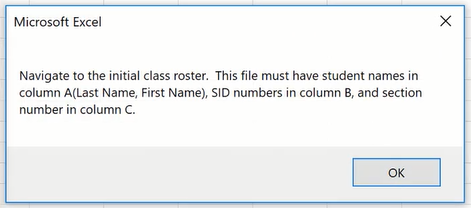 Microsoft Excel
Navigate to the initial class roster.  This file must have student names in
column A(Last Name, First Name), SID numbers in column B, and section
number in column C.
OK